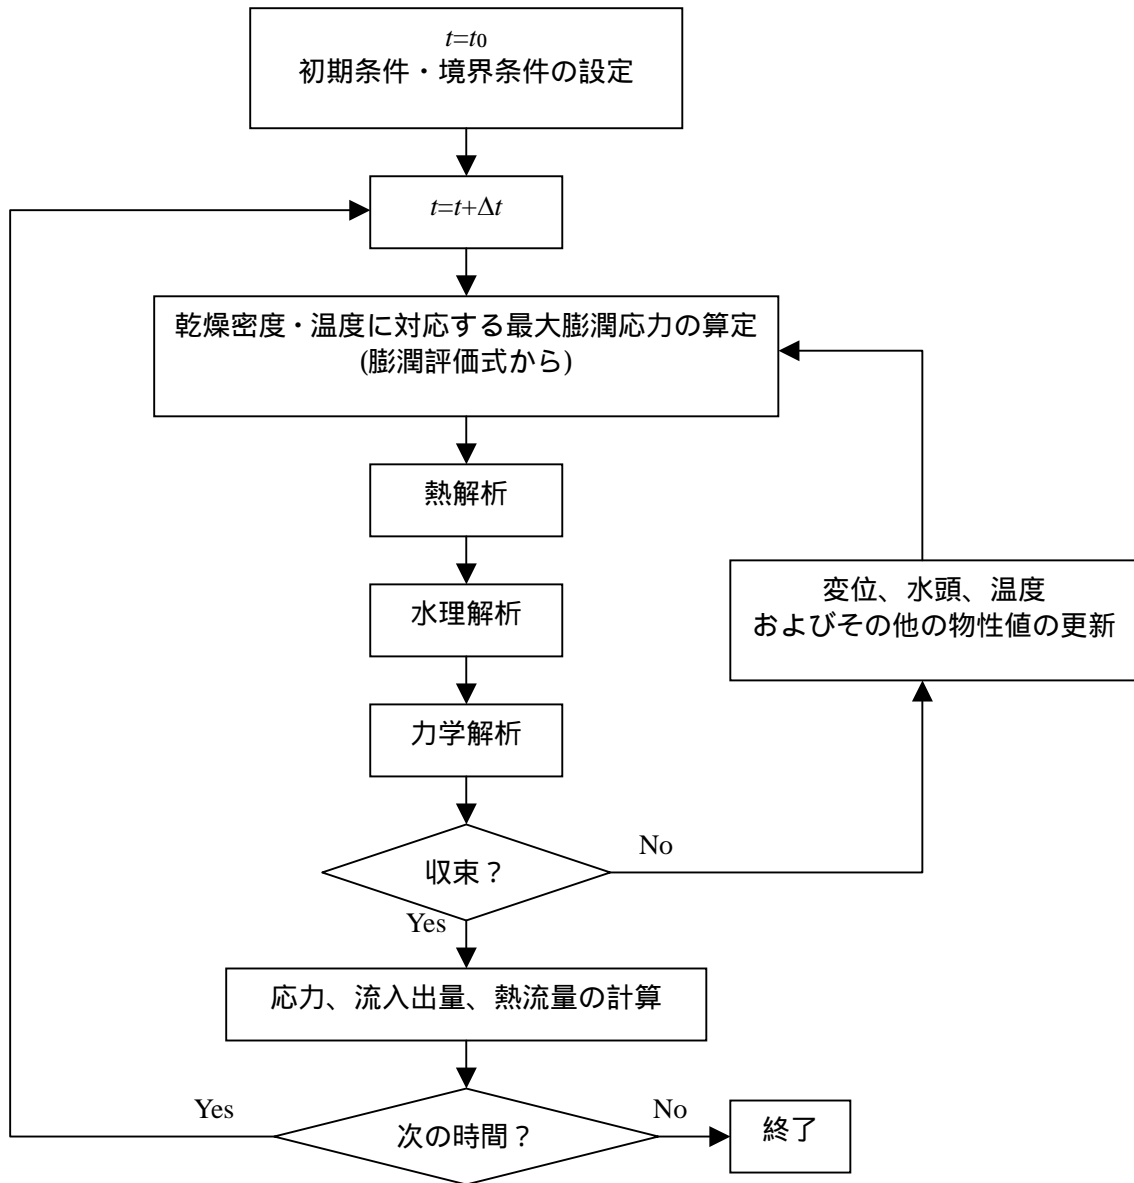 t=t0
初期条件・境界条件の設定
t=t+Δt
乾燥密度・温度に対応する最大膨潤応力の算定
(膨潤評価式から)
熱解析
水理解析
変位、水頭、温度
およびその他の物性値の更新
力学解析
収束？
No
Yes
応力、流入出量、熱流量の計算
Yes
次の時間？
No
終了